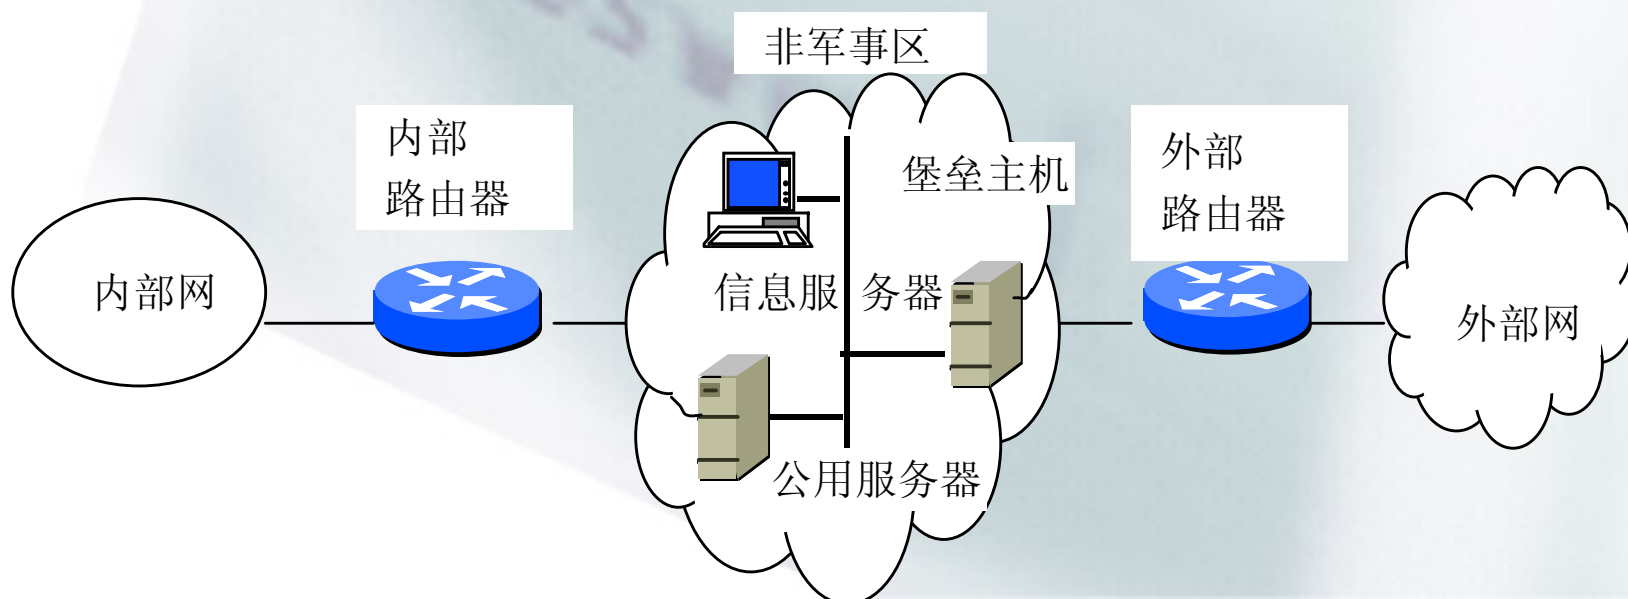 非军事区
内部
路由器
堡垒主机
外部
路由器
内部网
信息服务器
外部网
公用服务器